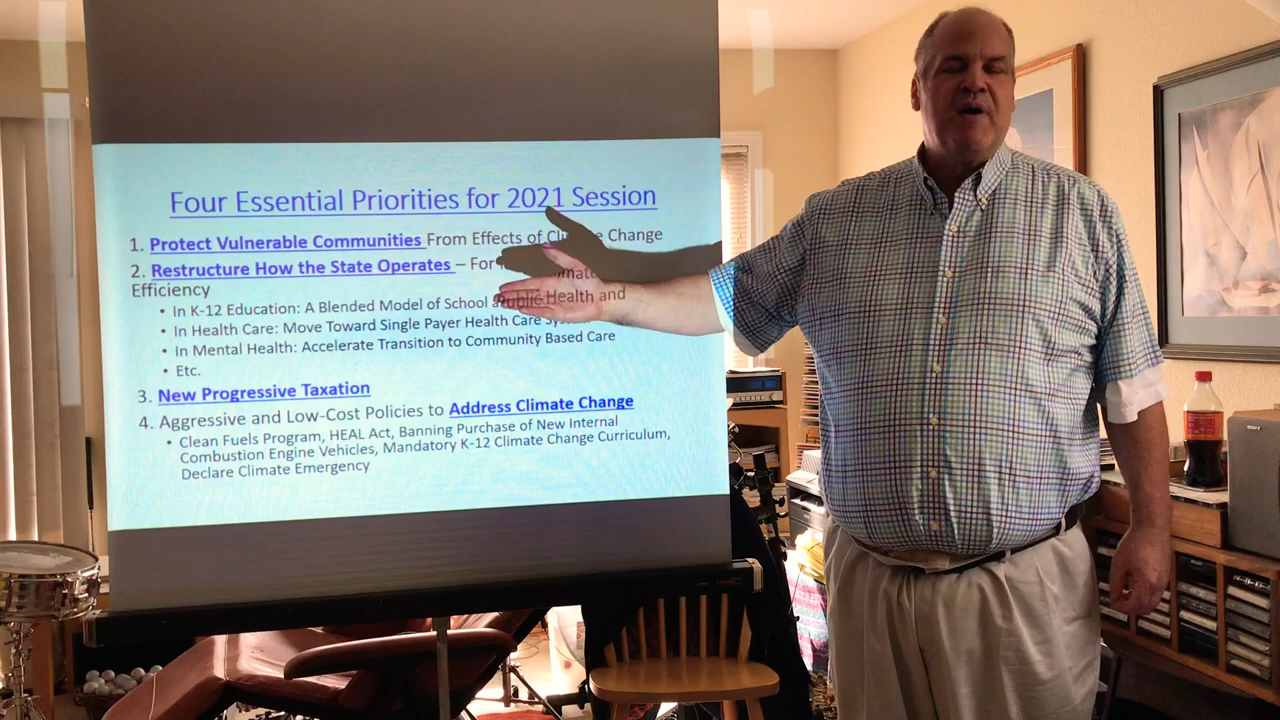 Four Essential Priorities for 2021 Session
1. Protect Vulnerable Communities From Effects of Climate Change
2. Restructure How the State Operates – For
Efficiency
• In K-12 Education: A Blended Model of School Public Health and
• In Health Care: Move Toward Single Payer Health Care
• In Mental Health: Accelerate Transition to Community Based Care
• Etc.
3. New Progressive Taxation
4. Aggressive and Low-Cost Policies to Address Climate Change
• Clean Fuels Program, HEAL Act, Banning Purchase of New Internal
Combustion Engine Vehicles, Mandatory K-12 Climate Change Curriculum,
Declare Climate Emergency
SONY